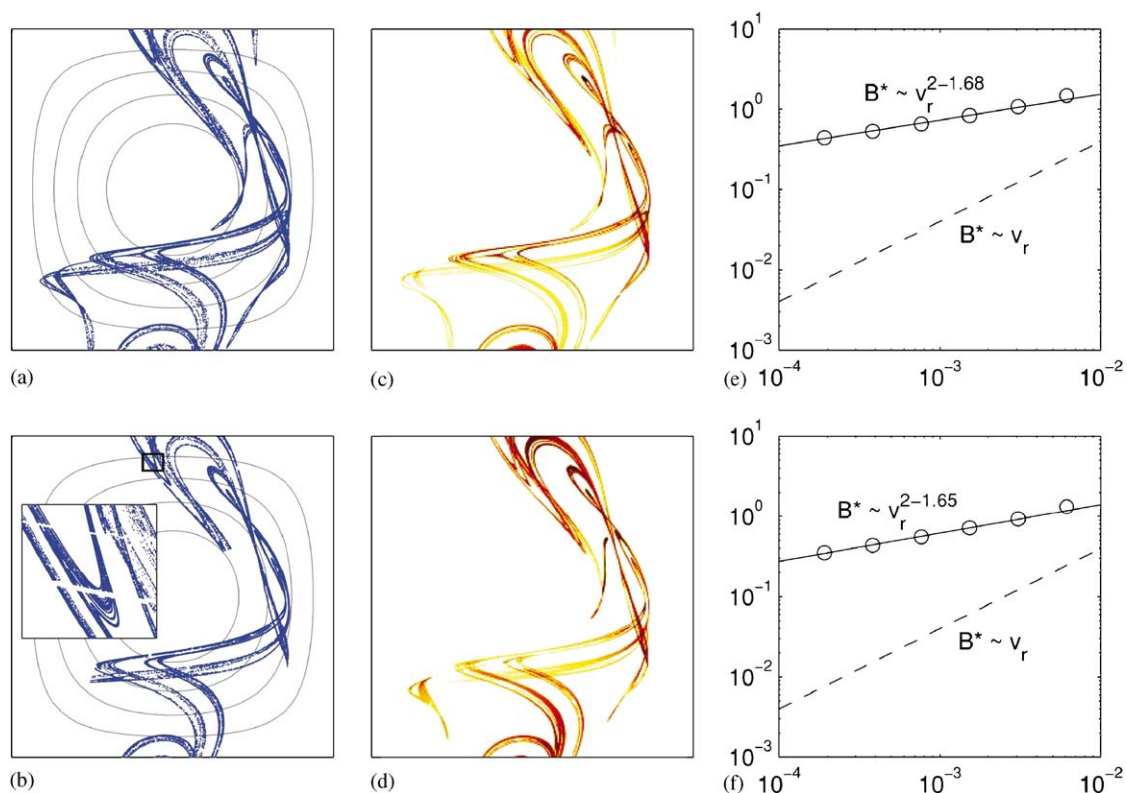 (a)
(c)
10^1
10^0
10^-1
10^-2
10^-3
B* ~ v_r^2-1.68
B* ~ v_r
(e)
10^-4
10^-3
10^-2
(b)
(d)
10^1
10^0
10^-1
10^-2
10^-3
B* ~ v_r^2-1.65
B* ~ v_r
(f)
10^-4
10^-3
10^-2